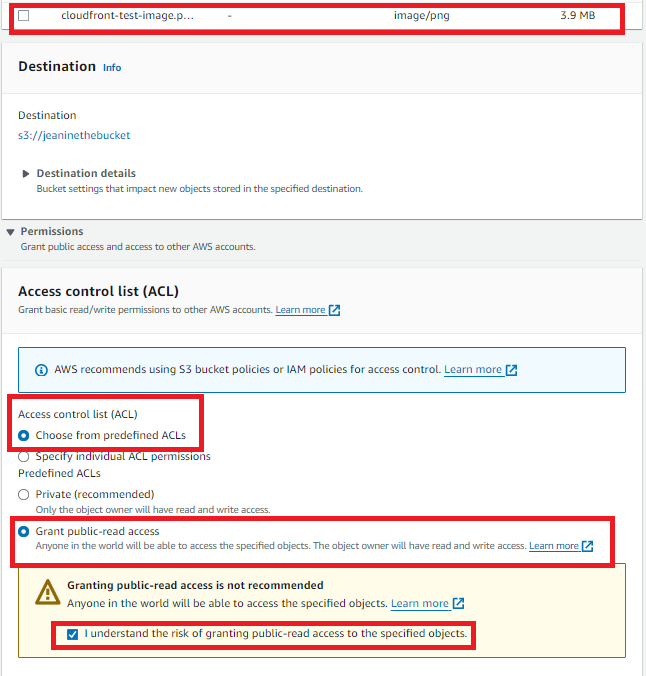 cloudfront-test-image.p... - image/png 3.9 MB
Destination Info
Destination
s3://jeaninethebucket
Destination details
Bucket settings that impact new objects stored in the specified destination.
Permissions
Grant public access and access to other AWS accounts.
Access control list (ACL)
Grant basic read/write permissions to other AWS accounts. Learn more
AWS recommends using S3 bucket policies or IAM policies for access control. Learn more
Access control list (ACL)
Choose from predefined ACLs
Specify individual ACL permissions
Predefined ACLs
Private (recommended)
Only the object owner will have read and write access.
Grant public-read access
Anyone in the world will be able to access the specified objects. The object owner will have read and write access. Learn more
Granting public-read access is not recommended
Anyone in the world will be able to access the specified objects. Learn more
I understand the risk of granting public-read access to the specified objects.